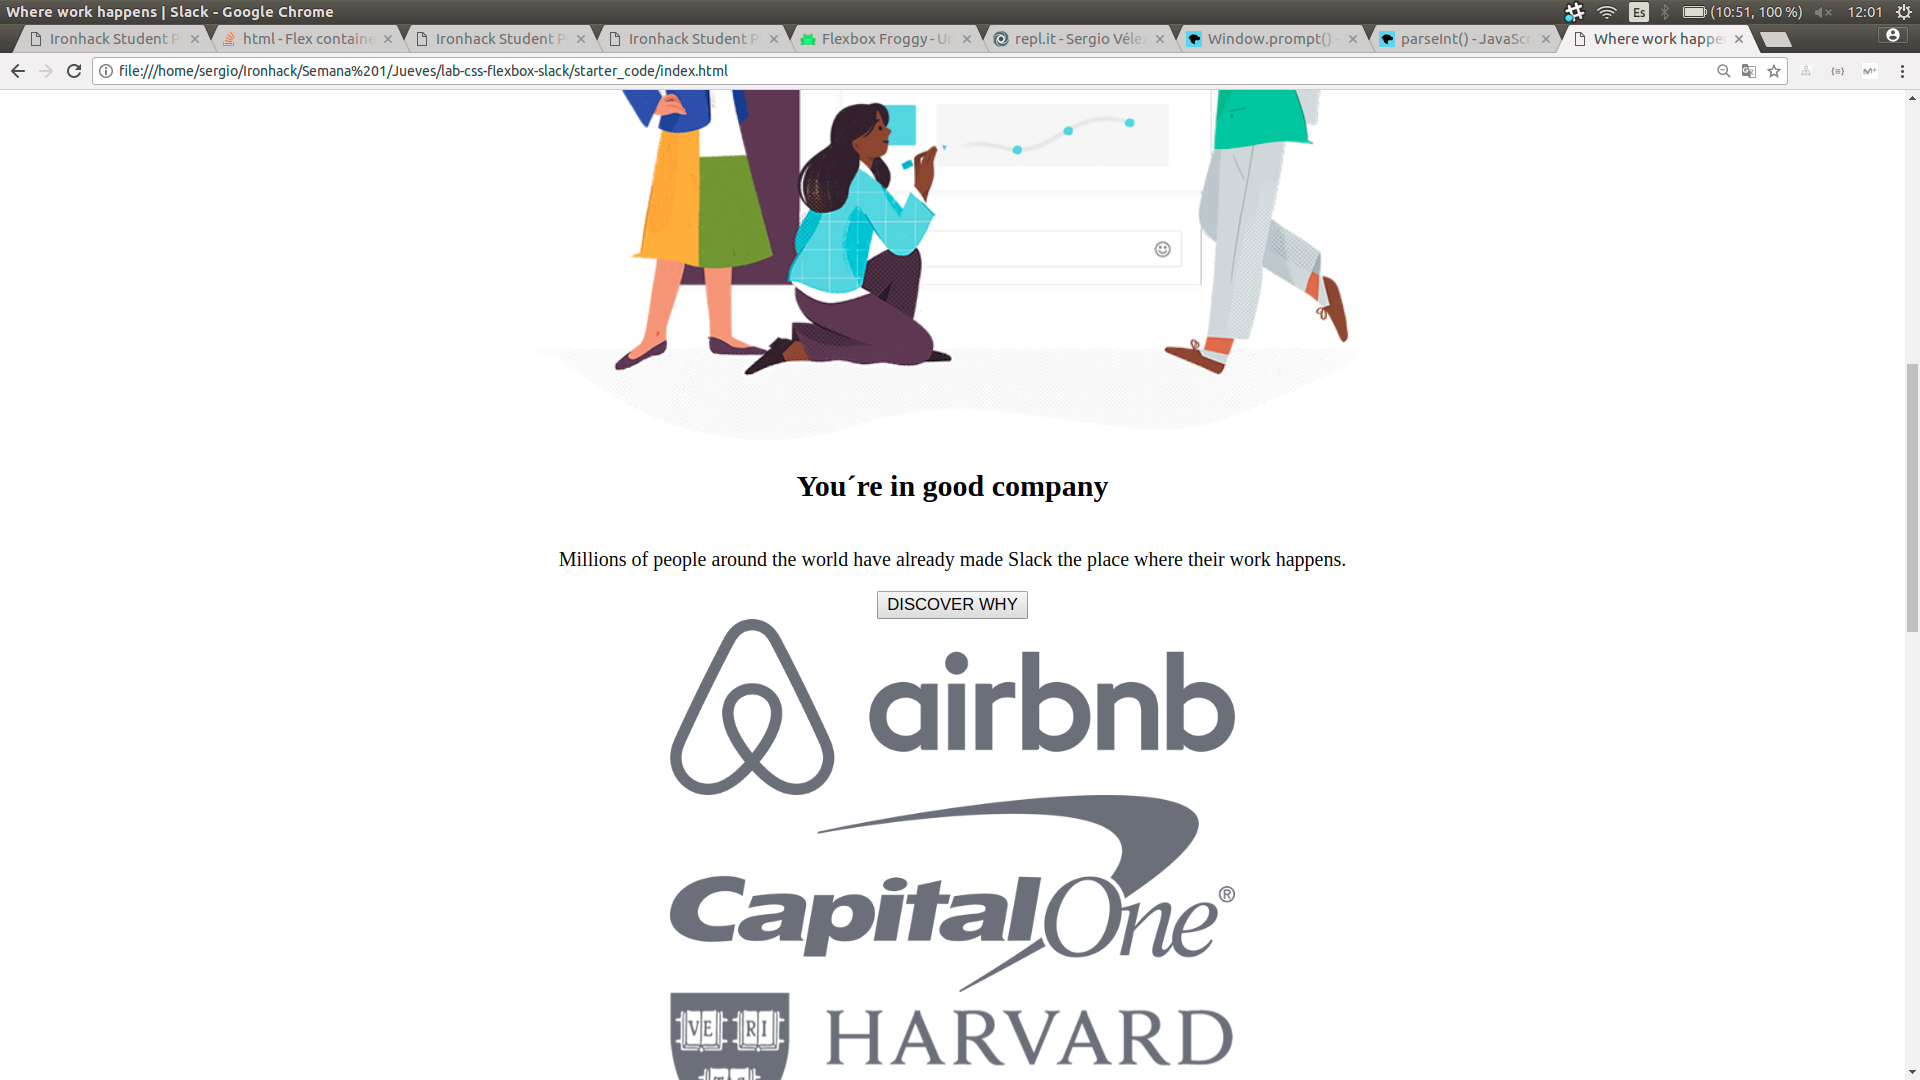 Where work happens | Slack - Google Chrome
Es (10:51, 100 %) 12:01
Ironhack Student P html - Flex containe Ironhack Student P Ironhack Student P Flexbox Froggy - Un repl.it - Sergio Véle Window.prompt() - parseInt() - JavaScr Where work happe
file:///home/sergio/Ironhack/Semana%201/Jueves/lab-css-flexbox-slack/starter_code/index.html
You´re in good company
Millions of people around the world have already made Slack the place where their work happens.
DISCOVER WHY
airbnb
CapitalOne®
VE RI HARVARD